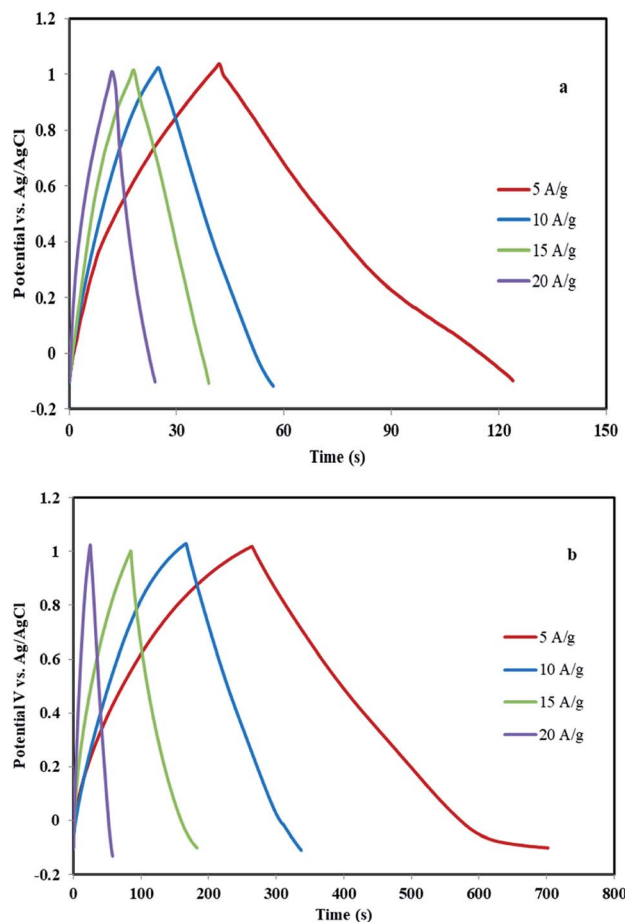 1.2
a
1
0.8
0.6
5 A/g
10 A/g
0.4
15 A/g
0.2
20 A/g
0
-0.2
0 30 60 90 120 150
Potential vs. Ag/AgCl
Time (s)
1.2
b
1
0.8
0.6
5 A/g
10 A/g
0.4
15 A/g
0.2
20 A/g
0
-0.2
0 100 200 300 400 500 600 700 800
Potential V vs. Ag/AgCl
Time (s)